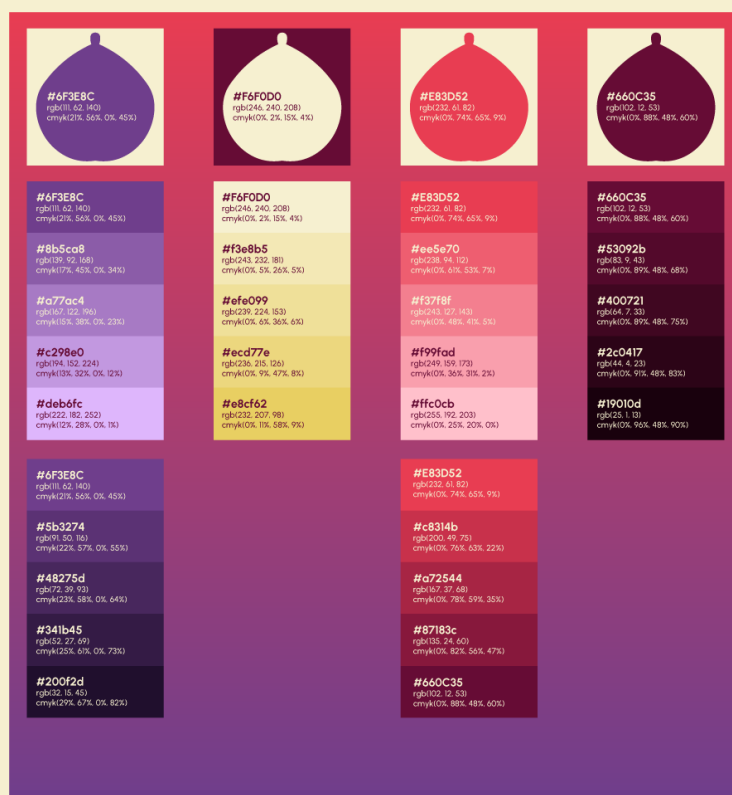 #6F3E8C
rgb(111, 62, 140)
cmyk(21%, 56%, 0%, 45%)
#F6F0D0
rgb(246, 240, 208)
cmyk(0%, 2%, 15%, 4%)
#E83D52
rgb(232, 61, 82)
cmyk(0%, 74%, 65%, 9%)
#660C35
rgb(102, 12, 53)
cmyk(0%, 88%, 48%, 60%)
#6F3E8C
rgb(111, 62, 140)
cmyk(21%, 56%, 0%, 45%)
#8b5ca8
rgb(139, 92, 168)
cmyk(17%, 45%, 0%, 34%)
#a77ac4
rgb(167, 122, 196)
cmyk(15%, 38%, 0%, 23%)
#c298e0
rgb(194, 152, 224)
cmyk(13%, 32%, 0%, 12%)
#deb6fc
rgb(222, 182, 252)
cmyk(12%, 28%, 0%, 1%)
#F6F0D0
rgb(246, 240, 208)
cmyk(0%, 2%, 15%, 4%)
#f3e8b5
rgb(243, 232, 181)
cmyk(0%, 5%, 26%, 5%)
#efe099
rgb(239, 224, 153)
cmyk(0%, 6%, 36%, 6%)
#ecd77e
rgb(236, 215, 126)
cmyk(0%, 9%, 47%, 8%)
#e8cf62
rgb(232, 207, 98)
cmyk(0%, 11%, 58%, 9%)
#E83D52
rgb(232, 61, 82)
cmyk(0%, 74%, 65%, 9%)
#ee5e70
rgb(238, 94, 112)
cmyk(0%, 61%, 53%, 7%)
#f37f8f
rgb(243, 127, 143)
cmyk(0%, 48%, 41%, 5%)
#f99fad
rgb(249, 159, 173)
cmyk(0%, 36%, 31%, 2%)
#ffc0cb
rgb(255, 192, 203)
cmyk(0%, 25%, 20%, 0%)
#660C35
rgb(102, 12, 53)
cmyk(0%, 88%, 48%, 60%)
#53092b
rgb(83, 9, 43)
cmyk(0%, 89%, 48%, 68%)
#400721
rgb(64, 7, 33)
cmyk(0%, 89%, 48%, 75%)
#2c0417
rgb(44, 4, 23)
cmyk(0%, 91%, 48%, 83%)
#19010d
rgb(25, 1, 13)
cmyk(0%, 96%, 48%, 90%)
#6F3E8C
rgb(111, 62, 140)
cmyk(21%, 56%, 0%, 45%)
#5b3274
rgb(91, 50, 116)
cmyk(22%, 57%, 0%, 55%)
#48275d
rgb(72, 39, 93)
cmyk(23%, 58%, 0%, 64%)
#341b45
rgb(52, 27, 69)
cmyk(25%, 61%, 0%, 73%)
#200f2d
rgb(32, 15, 45)
cmyk(29%, 67%, 0%, 82%)
#E83D52
rgb(232, 61, 82)
cmyk(0%, 74%, 65%, 9%)
#c8314b
rgb(200, 49, 75)
cmyk(0%, 76%, 63%, 22%)
#a72544
rgb(167, 37, 68)
cmyk(0%, 78%, 59%, 35%)
#87183c
rgb(135, 24, 60)
cmyk(0%, 82%, 56%, 47%)
#660C35
rgb(102, 12, 53)
cmyk(0%, 88%, 48%, 60%)